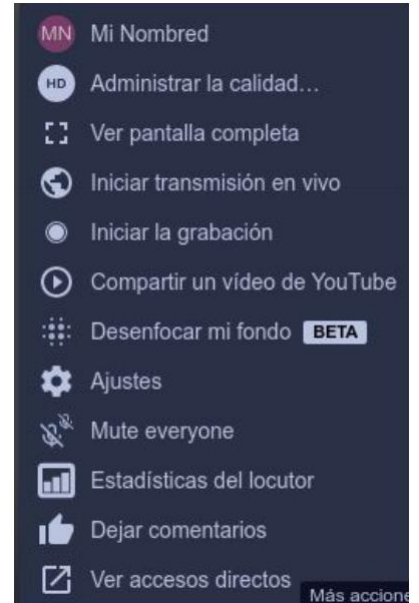 MN Mi Nombred
HD Administrar la calidad...
Ver pantalla completa
Iniciar transmisión en vivo
Iniciar la grabación
Compartir un vídeo de YouTube
Desenfocar mi fondo BETA
Ajustes
Mute everyone
Estadísticas del locutor
Dejar comentarios
Ver accesos directos
Más accione